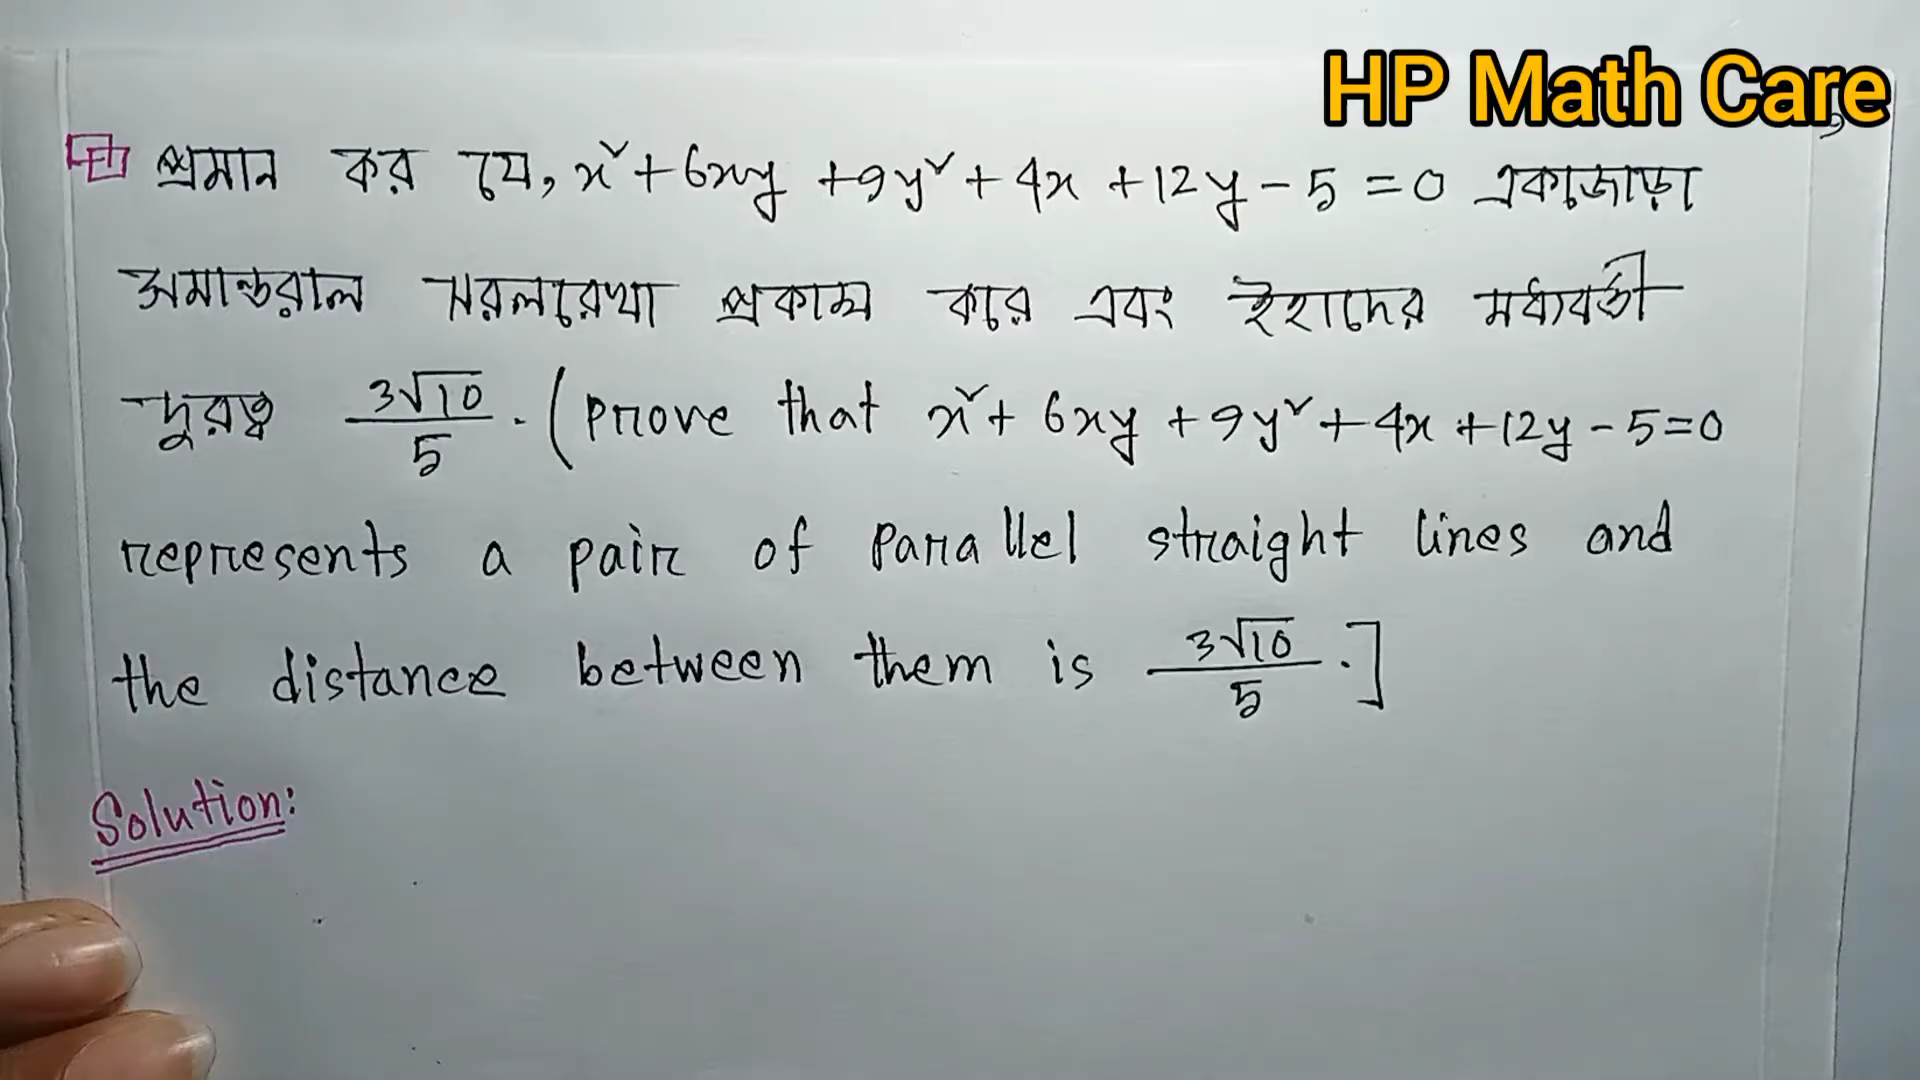 HP Math Care
প্রমান কর যে, x²+6xy +9y²+4x+12y-5=0 একজোড়া
সমান্তরাল সরলরেখা প্রকাশ করে এবং ইহাদের মধ্যবর্তী
দুরত্ব 3√10/5 . (prove that x²+6xy+9y²+4x+12y-5=0
represents a pair of parallel straight lines and
the distance between them is 3√10/5 .]
Solution: